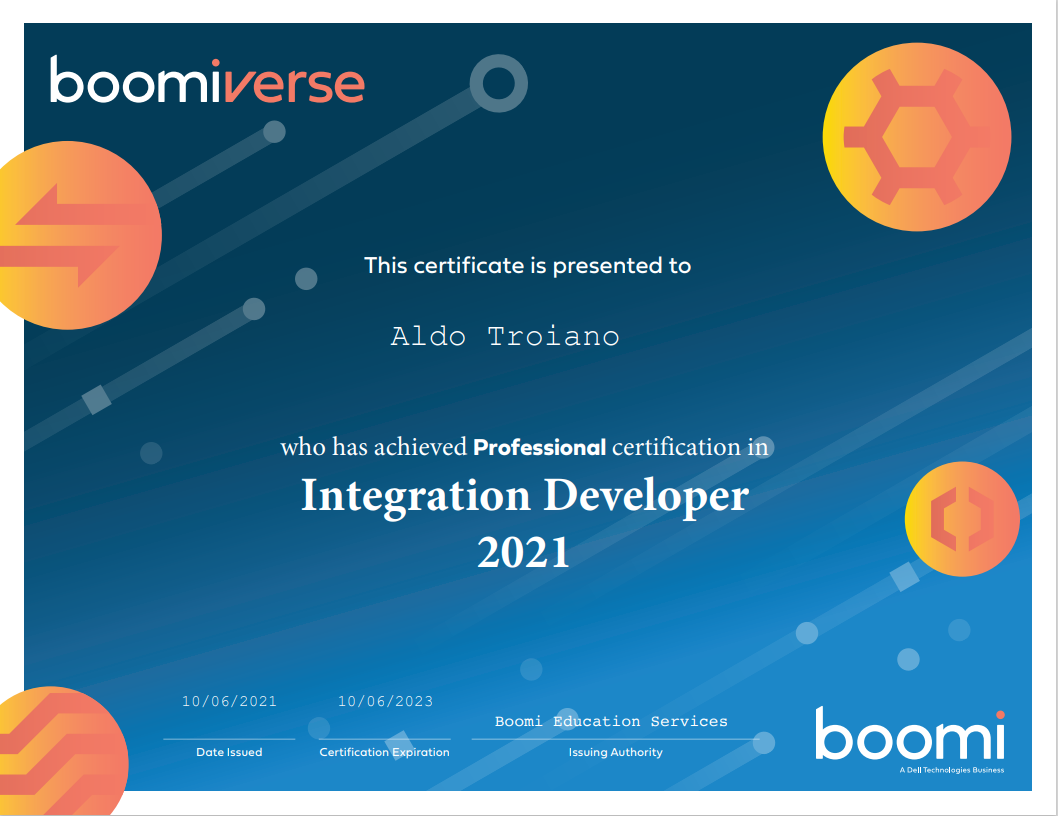 boomiverse
This certificate is presented to
Aldo Troiano
who has achieved Professional certification in
Integration Developer
2021
10/06/2021 10/06/2023
Boomi Education Services
Date Issued Certification Expiration Issuing Authority
boomi
A Dell Technologies Business